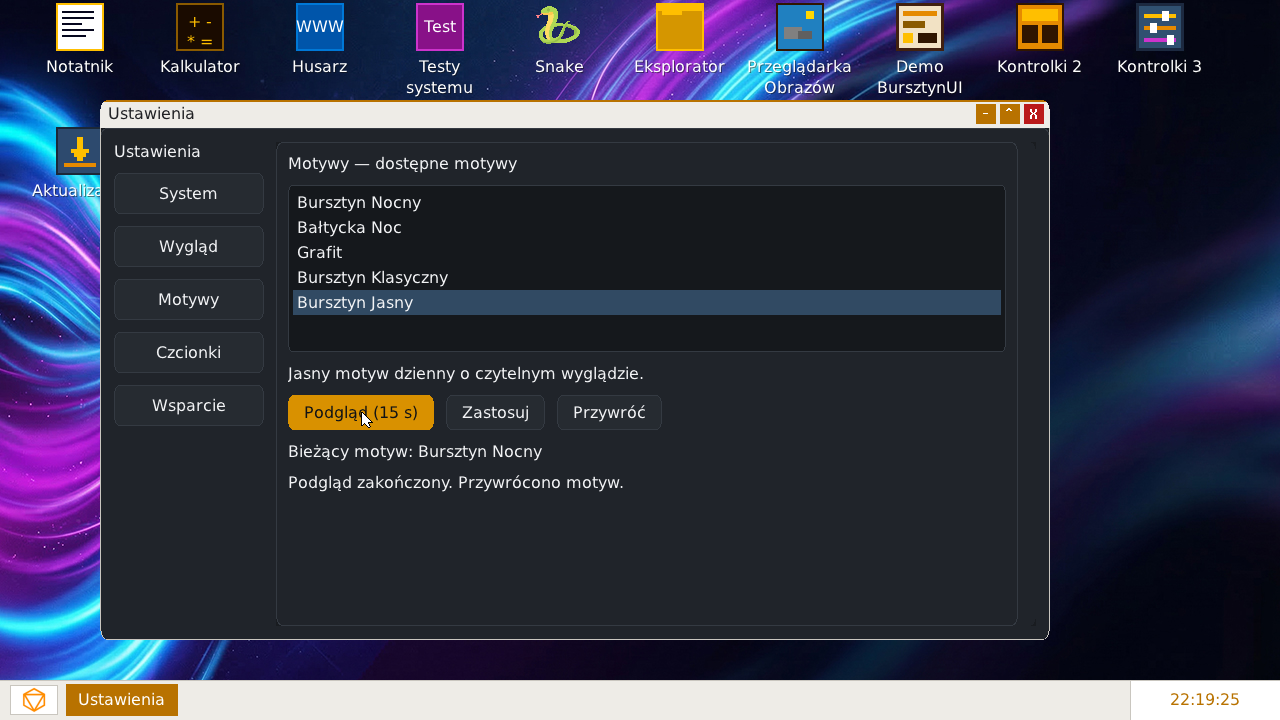 + -
* =
WWW
Test
Notatnik
Kalkulator
Husarz
Testy systemu
Snake
Eksplorator
Przeglądarka Obrazów
Demo BursztynUI
Kontrolki 2
Kontrolki 3
Aktualiza
Ustawienia
- ^ X
Ustawienia
System
Wygląd
Motywy
Czcionki
Wsparcie
Motywy — dostępne motywy
Bursztyn Nocny
Bałtycka Noc
Grafit
Bursztyn Klasyczny
Bursztyn Jasny
Jasny motyw dzienny o czytelnym wyglądzie.
Podgląd (15 s)
Zastosuj
Przywróć
Bieżący motyw: Bursztyn Nocny
Podgląd zakończony. Przywrócono motyw.
Ustawienia
22:19:25